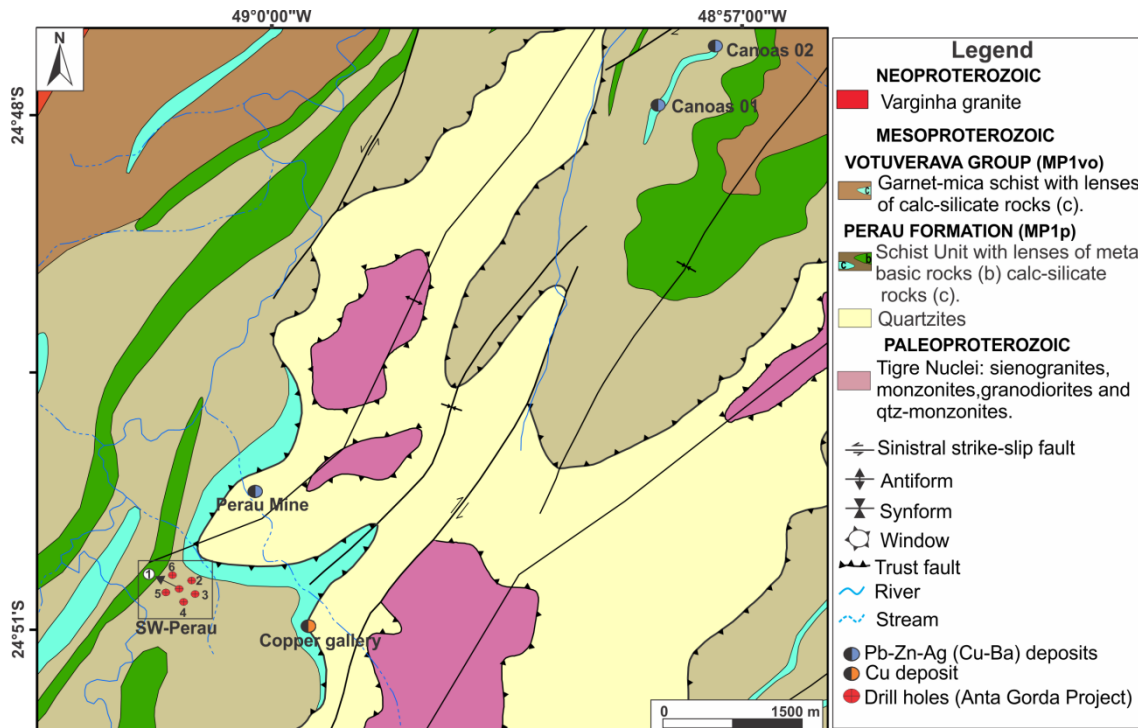 49°0'00"W
48°57'00"W
N
24°48'S
24°51'S
Canoas 02
Canoas 01
Perau Mine
1
6
2
5
3
4
SW-Perau
Copper gallery
0 1500 m
Legend
NEOPROTEROZOIC
Varginha granite
MESOPROTEROZOIC
VOTUVERAVA GROUP (MP1vo)
c
Garnet-mica schist with lenses
of calc-silicate rocks (c).
PERAU FORMATION (MP1p)
c b
Schist Unit with lenses of meta
basic rocks (b) calc-silicate
rocks (c).
Quartzites
PALEOPROTEROZOIC
Tigre Nuclei: sienogranites,
monzonites,granodiorites and
qtz-monzonites.
Sinistral strike-slip fault
Antiform
Synform
Window
Trust fault
River
Stream
Pb-Zn-Ag (Cu-Ba) deposits
Cu deposit
Drill holes (Anta Gorda Project)